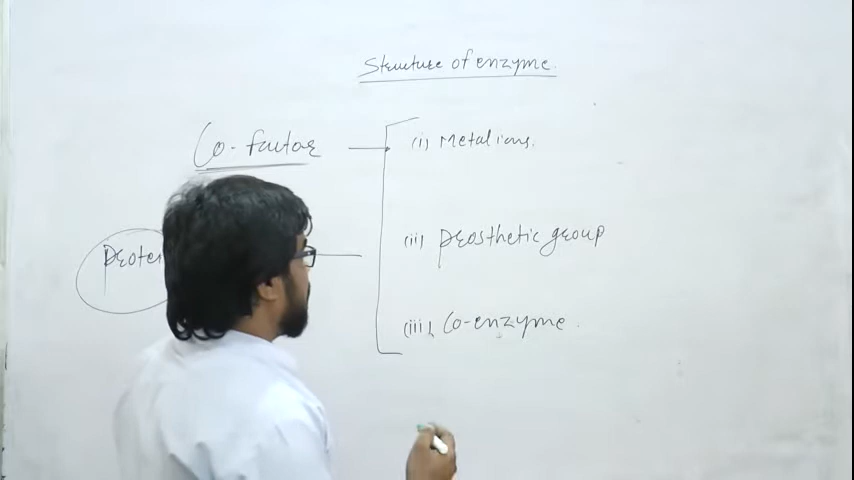 Structure of enzyme.
Co-factor
(i) Metal ions.
(ii) prosthetic group
(iii) Co-enzyme.